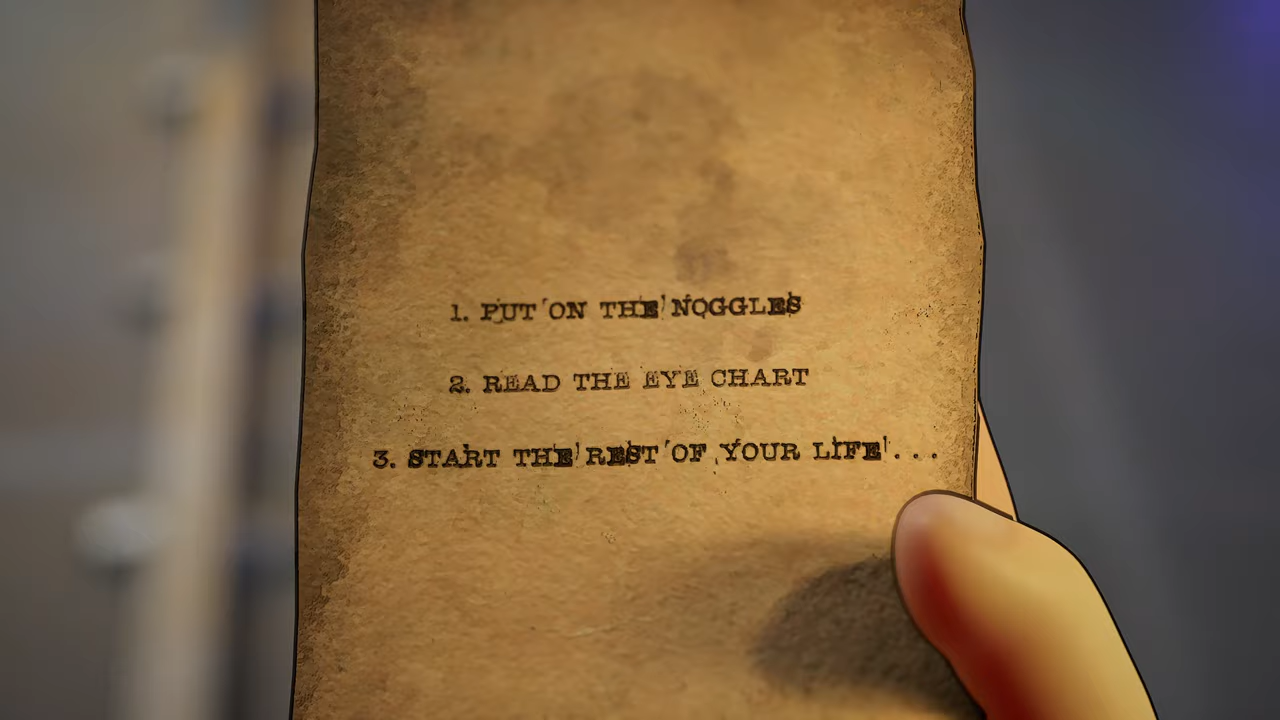 1. PUT ON THE NOGGLES
2. READ THE EYE CHART
3. START THE REST OF YOUR LIFE...